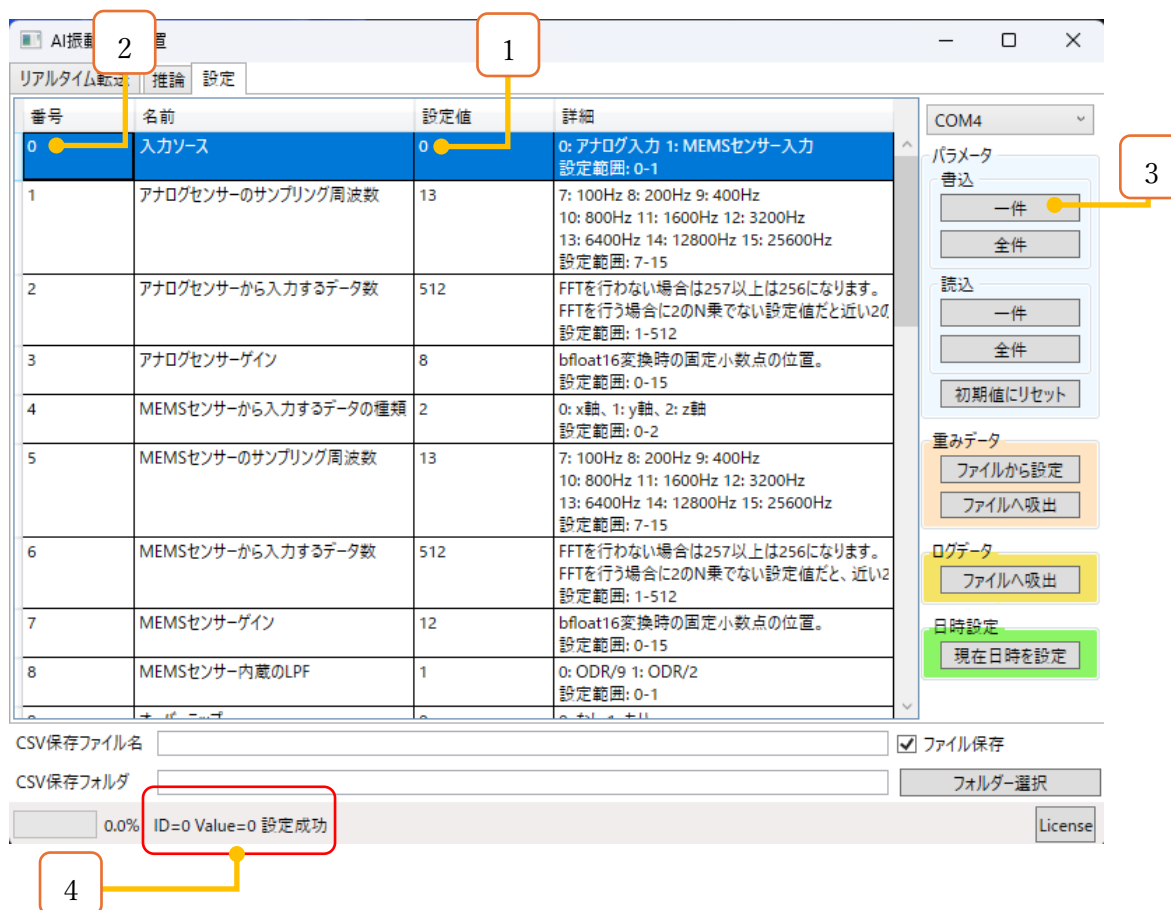 2
1
AI振
置
リアルタイム転送 推論 設定
番号 名前 設定値 詳細
COM4
0 入力ソース 0 0: アナログ入力 1: MEMSセンサー入力
設定範囲: 0-1
パラメータ
書込
3
一件
全件
1 アナログセンサーのサンプリング周波数 13 7: 100Hz 8: 200Hz 9: 400Hz
10: 800Hz 11: 1600Hz 12: 3200Hz
13: 6400Hz 14: 12800Hz 15: 25600Hz
設定範囲: 7-15
2 アナログセンサーから入力するデータ数 512 FFTを行わない場合は257以上は256になります。
FFTを行う場合に2のN乗でない設定値だと近い2の
設定範囲: 1-512
読込
一件
全件
3 アナログセンサーゲイン 8 bfloat16変換時の固定小数点の位置。
設定範囲: 0-15
初期値にリセット
4 MEMSセンサーから入力するデータの種類 2 0: x軸、1: y軸、2: z軸
設定範囲: 0-2
重みデータ
ファイルから設定
ファイルへ吸出
5 MEMSセンサーのサンプリング周波数 13 7: 100Hz 8: 200Hz 9: 400Hz
10: 800Hz 11: 1600Hz 12: 3200Hz
13: 6400Hz 14: 12800Hz 15: 25600Hz
設定範囲: 7-15
6 MEMSセンサーから入力するデータ数 512 FFTを行わない場合は257以上は256になります。
FFTを行う場合に2のN乗でない設定値だと、近い2
設定範囲: 1-512
ログデータ
ファイルへ吸出
7 MEMSセンサーゲイン 12 bfloat16変換時の固定小数点の位置。
設定範囲: 0-15
日時設定
現在日時を設定
8 MEMSセンサー内蔵のLPF 1 0: ODR/9 1: ODR/2
設定範囲: 0-1
CSV保存ファイル名
ファイル保存
CSV保存フォルダ
フォルダー選択
0.0% ID=0 Value=0 設定成功
License
4